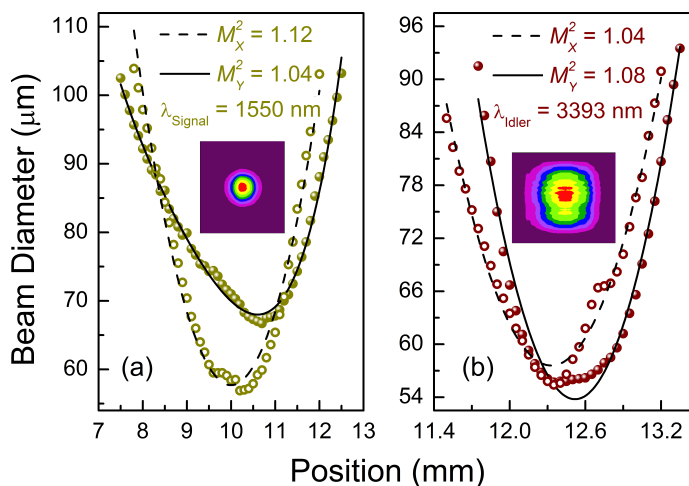 Beam Diameter (μm)
110
100
90
80
70
60
M²X = 1.12
M²Y = 1.04
λSignal = 1550 nm
(a)
7 8 9 10 11 12 13
96
90
84
78
72
66
60
54
M²X = 1.04
M²Y = 1.08
λIdler = 3393 nm
(b)
11.4 12.0 12.6 13.2
Position (mm)